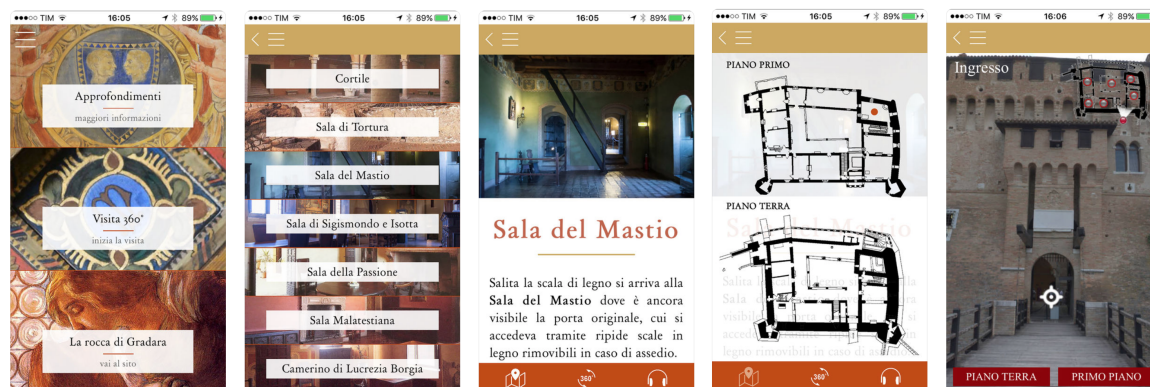 ●●●○○ TIM 16:05 89%
Approfondimenti
maggiori informazioni
Visita 360°
inizia la visita
La rocca di Gradara
vai al sito
●●●○○ TIM 16:05 89%
Cortile
Sala di Tortura
Sala del Mastio
Sala di Sigismondo e Isotta
Sala della Passione
Sala Malatestiana
Camerino di Lucrezia Borgia
●●●○○ TIM 16:05 89%
Sala del Mastio
Salita la scala di legno si arriva alla
Sala del Mastio dove è ancora
visibile la porta originale, cui si
accedeva tramite ripide scale in
legno rimovibili in caso di assedio.
360°
●●●○○ TIM 16:05 89%
PIANO PRIMO
PIANO TERRA
Sala del Mastio
360°
●●●○○ TIM 16:06 89%
Ingresso
PIANO TERRA
PRIMO PIANO